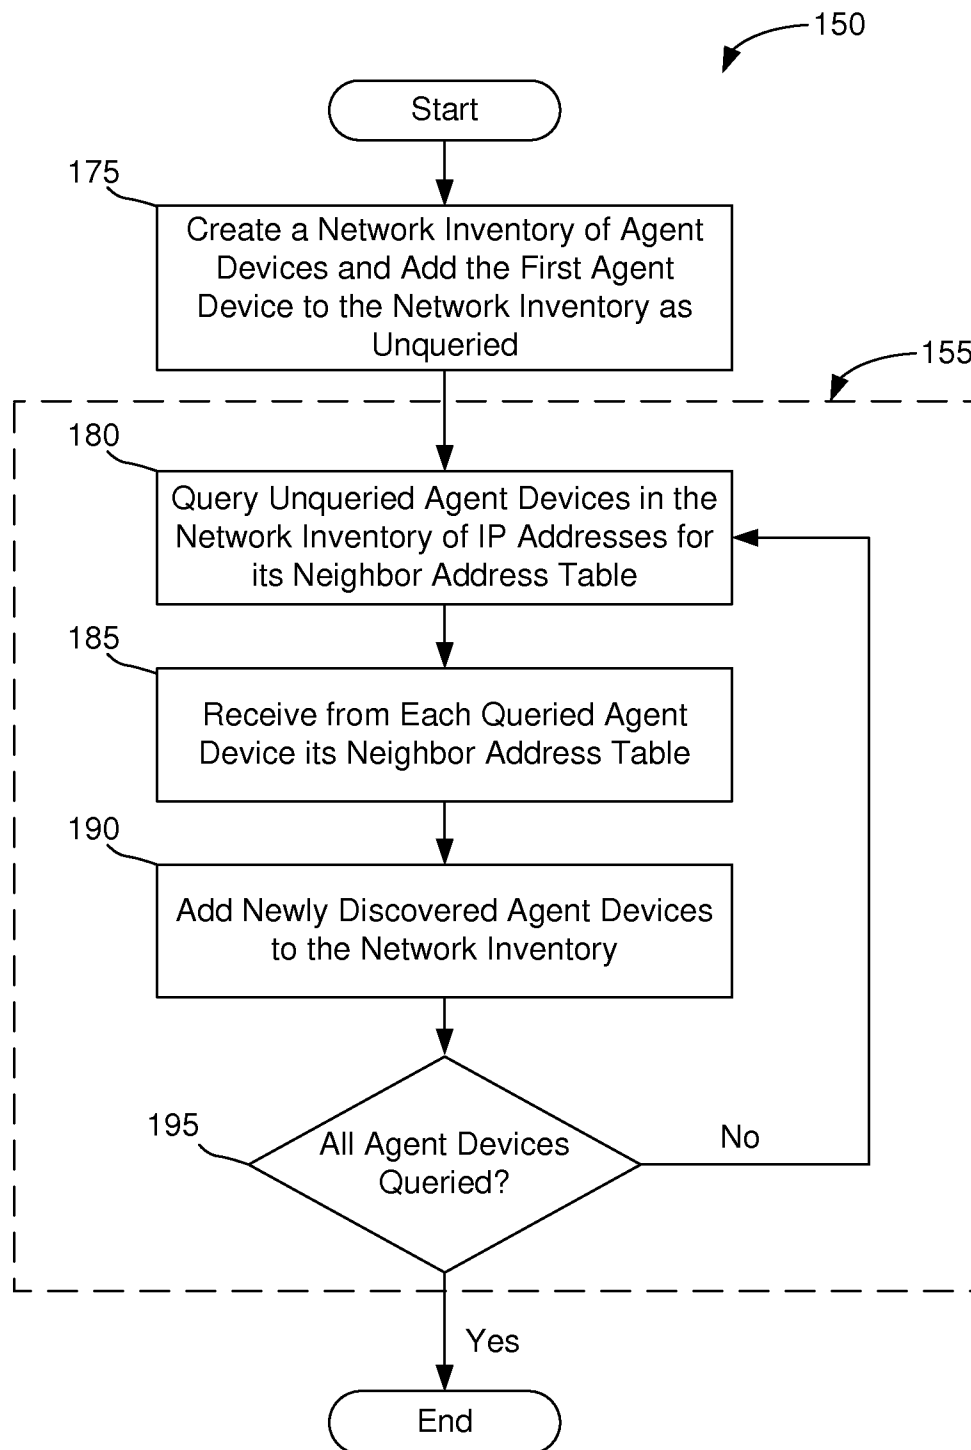 150
Start
175
Create a Network Inventory of Agent
Devices and Add the First Agent
Device to the Network Inventory as
Unqueried
155
180
Query Unqueried Agent Devices in the
Network Inventory of IP Addresses for
its Neighbor Address Table
185
Receive from Each Queried Agent
Device its Neighbor Address Table
190
Add Newly Discovered Agent Devices
to the Network Inventory
195
All Agent Devices
Queried?
No
Yes
End